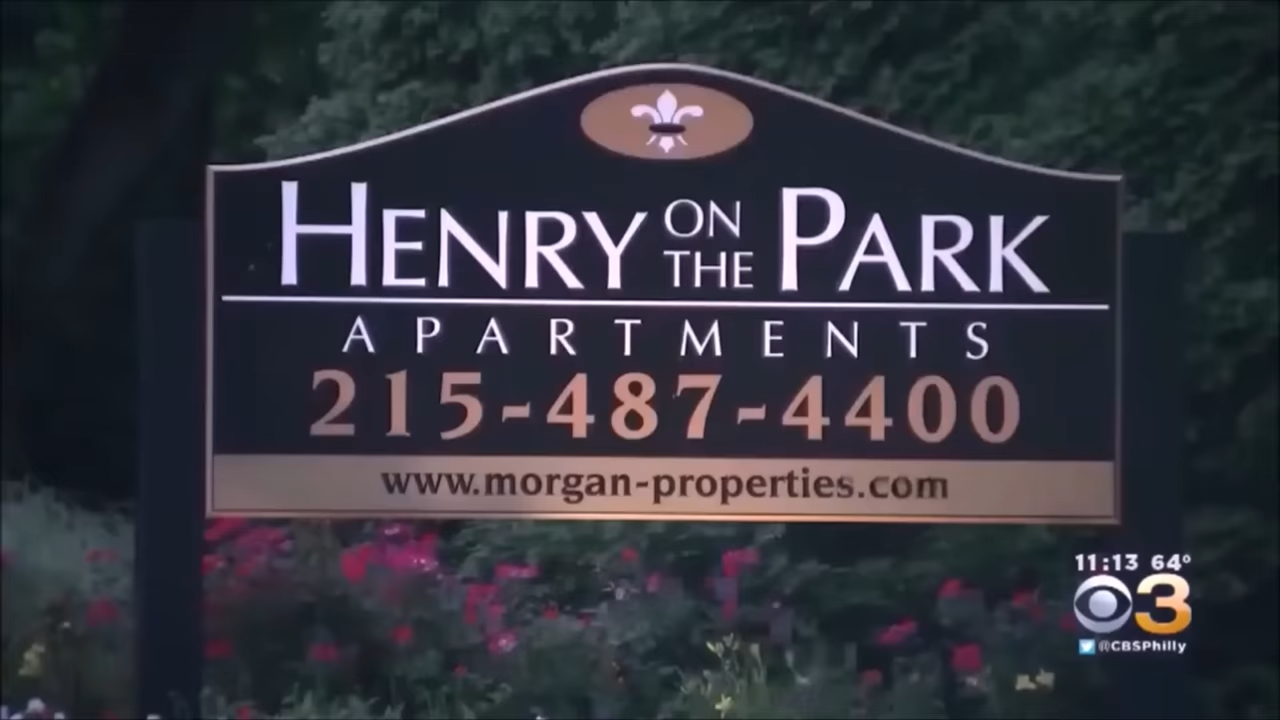 HENRY ON THE PARK
APARTMENTS
215-487-4400
www.morgan-properties.com
11:13 64°
3
@CBSPhilly